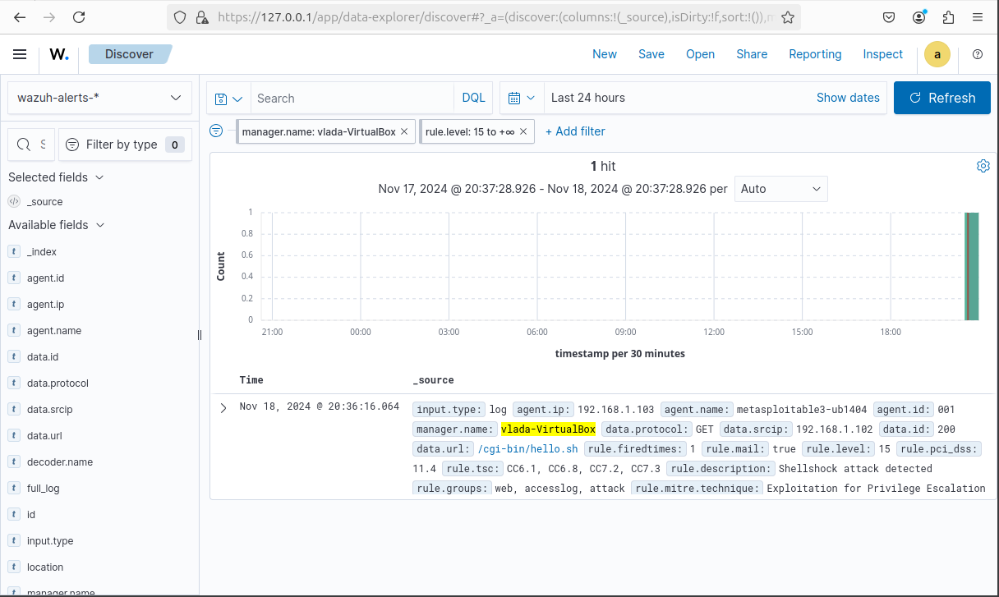 https://127.0.0.1/app/data-explorer/discover#?_a=(discover:(columns:!(_source),isDirty:!f,sort:!()),m
W. Discover New Save Open Share Reporting Inspect a
wazuh-alerts-* Search DQL Last 24 hours Show dates Refresh
manager.name: vlada-VirtualBox × rule.level: 15 to +∞ × + Add filter
S Filter by type 0
Selected fields
_source
Available fields
_index
agent.id
agent.ip
agent.name
data.id
data.protocol
data.srcip
data.url
decoder.name
full_log
id
input.type
location
manager.name
1 hit
Nov 17, 2024 @ 20:37:28.926 - Nov 18, 2024 @ 20:37:28.926 per Auto
Count
1
0.8
0.6
0.4
0.2
0
21:00 00:00 03:00 06:00 09:00 12:00 15:00 18:00
timestamp per 30 minutes
Time _source
Nov 18, 2024 @ 20:36:16.064 input.type: log agent.ip: 192.168.1.103 agent.name: metasploitable3-ub1404 agent.id: 001
manager.name: vlada-VirtualBox data.protocol: GET data.srcip: 192.168.1.102 data.id: 200
data.url: /cgi-bin/hello.sh rule.firedtimes: 1 rule.mail: true rule.level: 15 rule.pci_dss:
11.4 rule.tsc: CC6.1, CC6.8, CC7.2, CC7.3 rule.description: Shellshock attack detected
rule.groups: web, accesslog, attack rule.mitre.technique: Exploitation for Privilege Escalation